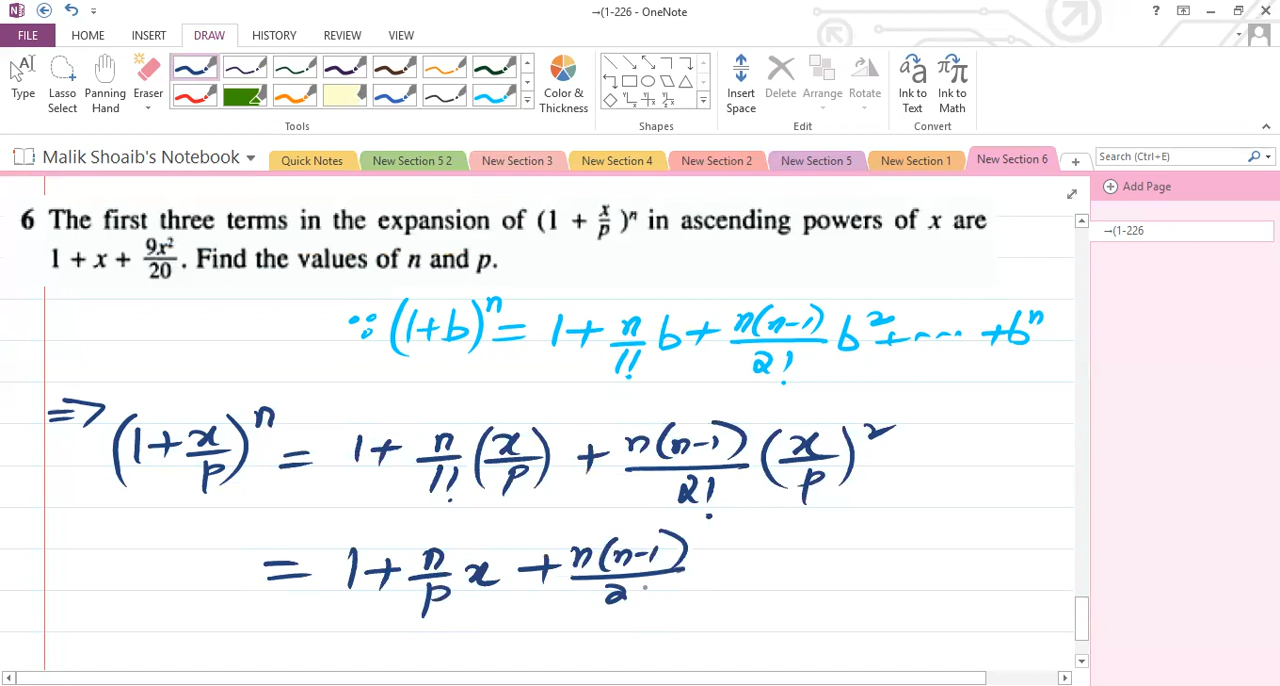 →(1-226 - OneNote
FILE HOME INSERT DRAW HISTORY REVIEW VIEW
Type Lasso Select Panning Hand Eraser Color & Thickness Insert Space Delete Arrange Rotate Ink to Text Ink to Math
Tools Shapes Edit Convert
Malik Shoaib's Notebook Quick Notes New Section 5 2 New Section 3 New Section 4 New Section 2 New Section 5 New Section 1 New Section 6 Search (Ctrl+E)
Add Page
→(1-226
6 The first three terms in the expansion of (1 + x/p)ⁿ in ascending powers of x are
1 + x + 9x²/20. Find the values of n and p.
∵ (1+b)ⁿ = 1 + n/1! b + n(n-1)/2! b² + ---- + bⁿ
=> (1+x/p)ⁿ = 1 + n/1! (x/p) + n(n-1)/2! (x/p)²
= 1 + n/p x + n(n-1)/2